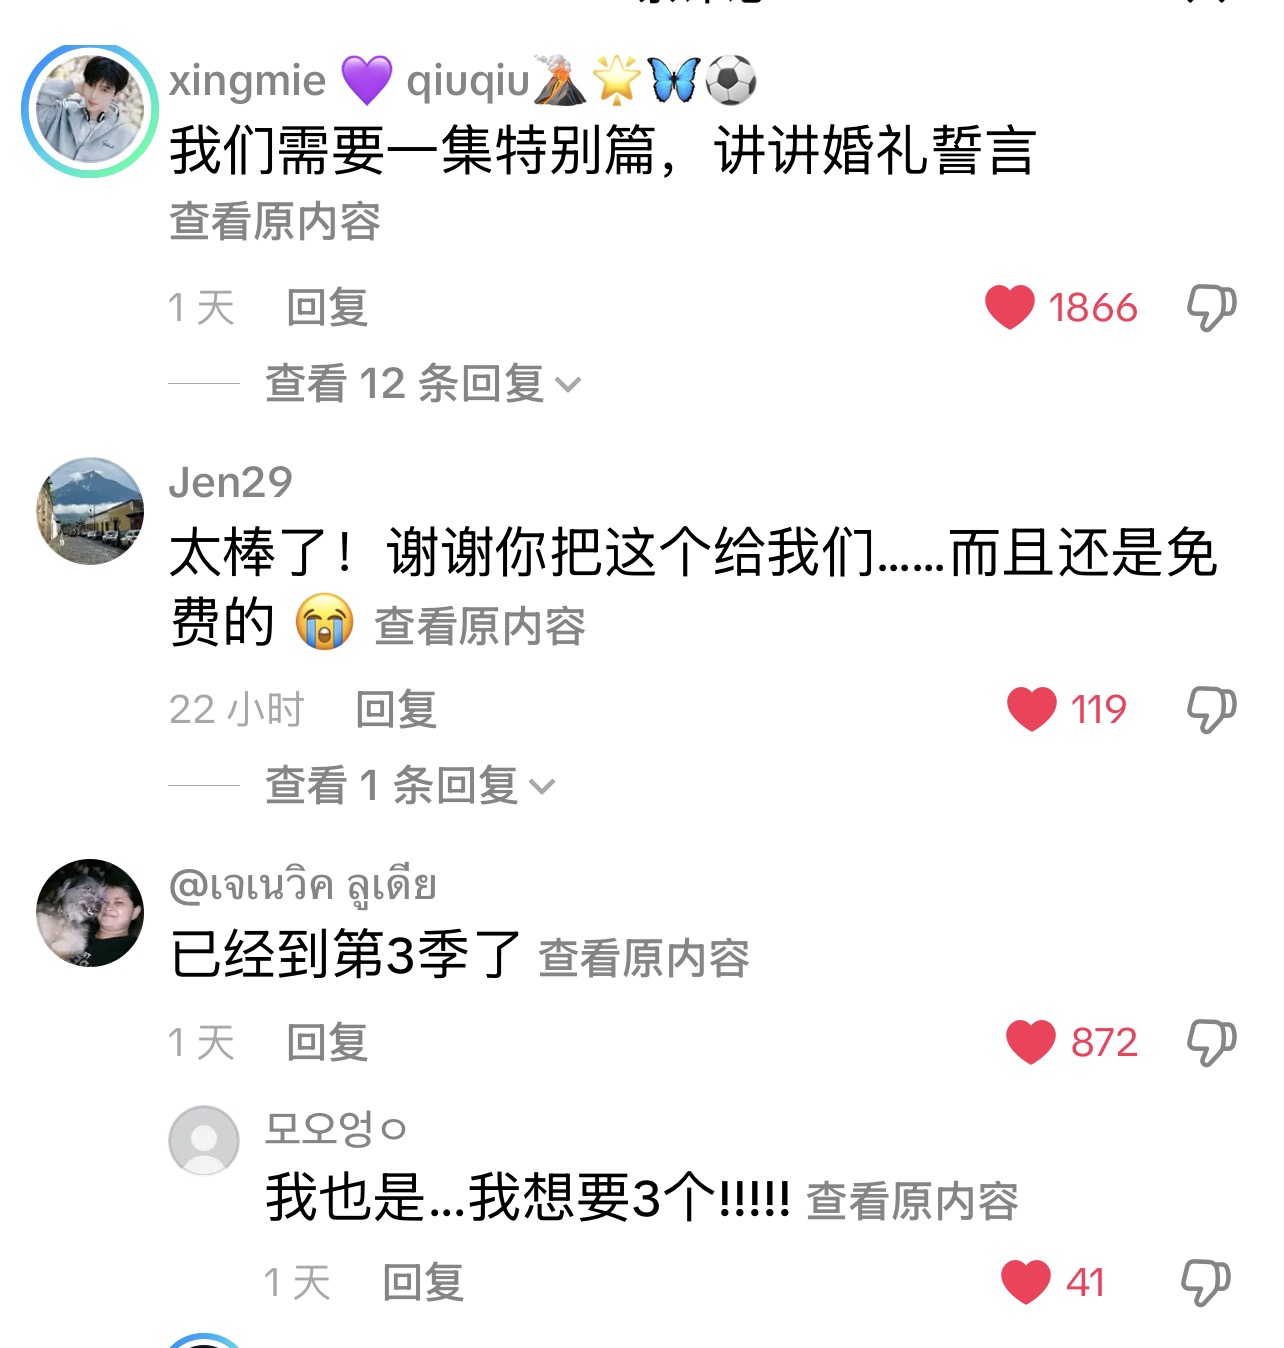 xingmie 💜 qiuqiu🌋🌟🦋⚽
我们需要一集特别篇，讲讲婚礼誓言
查看原内容
1 天 回复 1866
查看 12 条回复
Jen29
太棒了！谢谢你把这个给我们……而且还是免
费的 😭 查看原内容
22 小时 回复 119
查看 1 条回复
@เจเนวิค ลูเดีย
已经到第3季了 查看原内容
1 天 回复 872
모오엉ㅇ
我也是...我想要3个!!!!! 查看原内容
1 天 回复 41